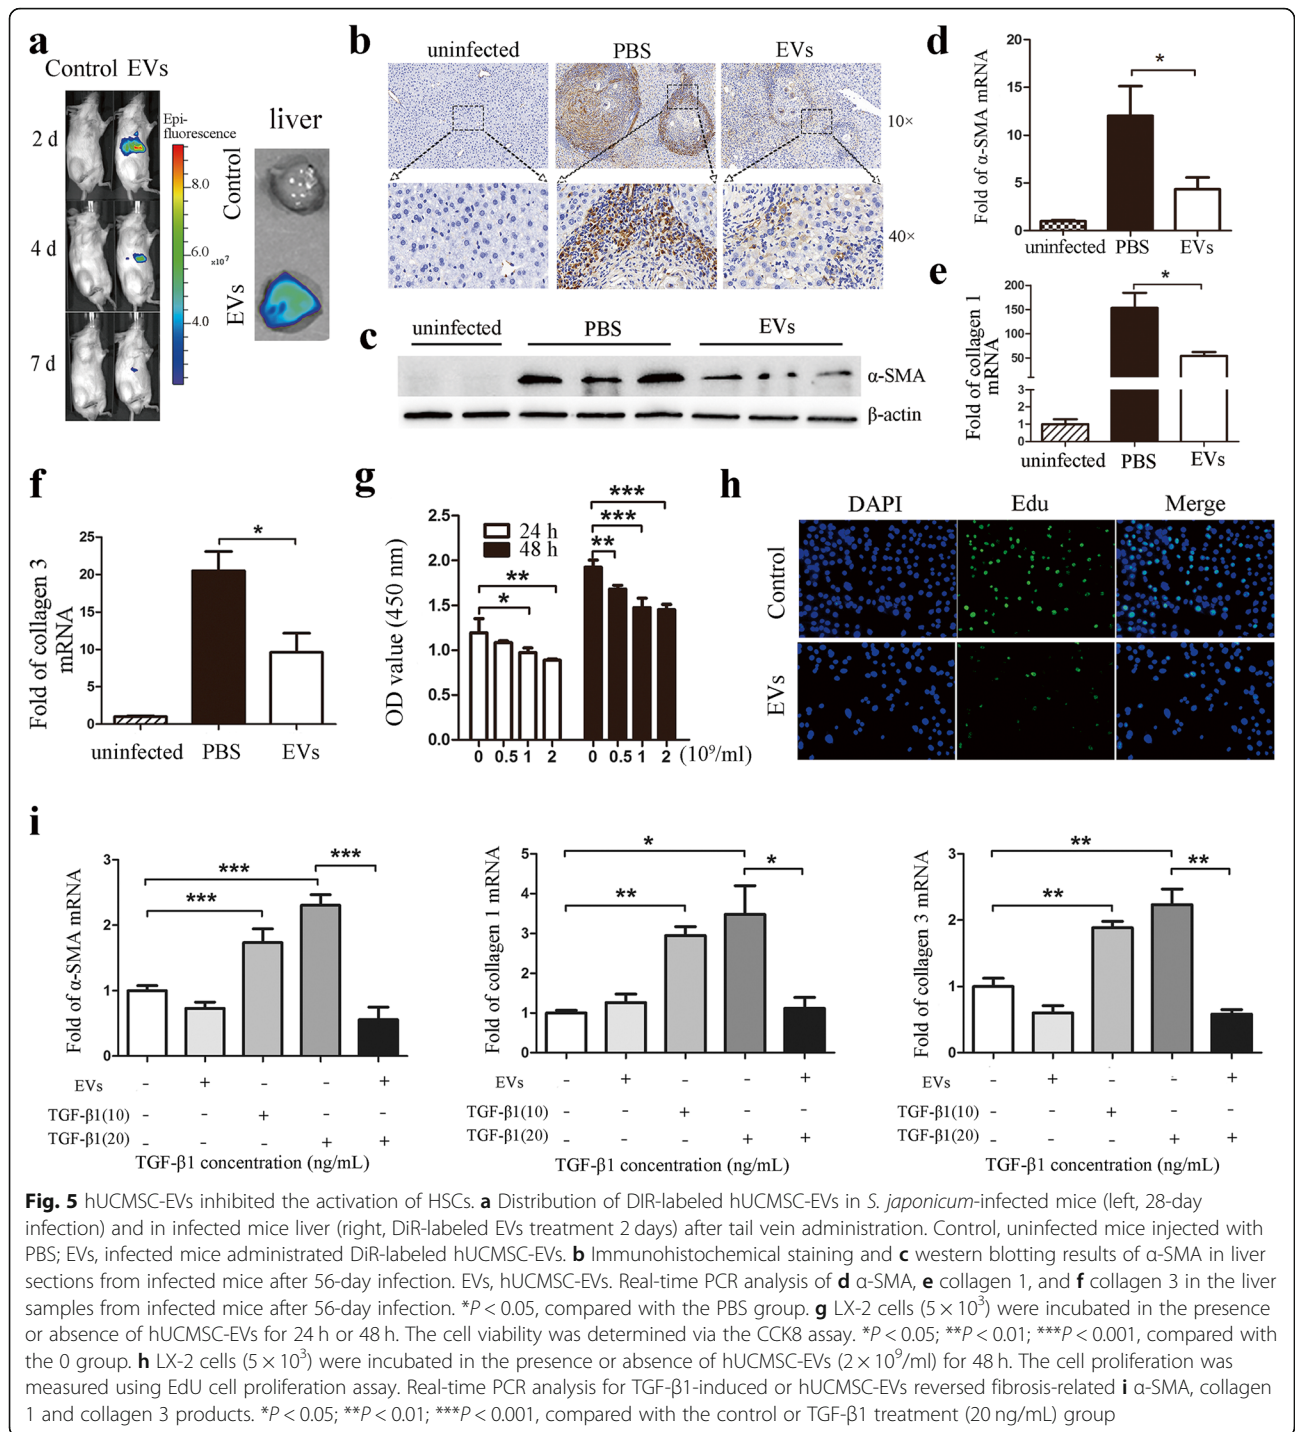 a
Control EVs
2 d
4 d
7 d
Epi-
fluorescence
8.0
6.0
x10⁷
4.0
liver
Control
EVs
b
uninfected PBS EVs
10×
40×
c
uninfected PBS EVs
α-SMA
β-actin
d
Fold of α-SMA mRNA
20
15
10
5
0
*
uninfected PBS EVs
e
Fold of collagen 1
mRNA
200
150
100
50
3
2
1
0
*
uninfected PBS EVs
f
Fold of collagen 3
mRNA
25
20
15
10
5
0
*
uninfected PBS EVs
g
OD value (450 nm)
2.5
2.0
1.5
1.0
0.5
0.0
24 h
48 h
**
*
***
***
**
0 0.5 1 2 0 0.5 1 2 (10⁹/ml)
h
DAPI Edu Merge
Control
EVs
i
Fold of α-SMA mRNA
3
2
1
0
***
***
***
EVs - + - - +
TGF-β1(10) - - + - -
TGF-β1(20) - - - + +
TGF-β1 concentration (ng/mL)
Fold of collagen 1 mRNA
5
4
3
2
1
0
*
**
*
EVs - + - - +
TGF-β1(10) - - + - -
TGF-β1(20) - - - + +
TGF-β1 concentration (ng/mL)
Fold of collagen 3 mRNA
3
2
1
0
**
**
**
EVs - + - - +
TGF-β1(10) - - + - -
TGF-β1(20) - - - + +
TGF-β1 concentration (ng/mL)
Fig. 5 hUCMSC-EVs inhibited the activation of HSCs. a Distribution of DIR-labeled hUCMSC-EVs in S. japonicum-infected mice (left, 28-day
infection) and in infected mice liver (right, DiR-labeled EVs treatment 2 days) after tail vein administration. Control, uninfected mice injected with
PBS; EVs, infected mice administrated DiR-labeled hUCMSC-EVs. b Immunohistochemical staining and c western blotting results of α-SMA in liver
sections from infected mice after 56-day infection. EVs, hUCMSC-EVs. Real-time PCR analysis of d α-SMA, e collagen 1, and f collagen 3 in the liver
samples from infected mice after 56-day infection. *P < 0.05, compared with the PBS group. g LX-2 cells (5 × 10³) were incubated in the presence
or absence of hUCMSC-EVs for 24 h or 48 h. The cell viability was determined via the CCK8 assay. *P < 0.05; **P < 0.01; ***P < 0.001, compared with
the 0 group. h LX-2 cells (5 × 10³) were incubated in the presence or absence of hUCMSC-EVs (2 × 10⁹/ml) for 48 h. The cell proliferation was
measured using EdU cell proliferation assay. Real-time PCR analysis for TGF-β1-induced or hUCMSC-EVs reversed fibrosis-related i α-SMA, collagen
1 and collagen 3 products. *P < 0.05; **P < 0.01; ***P < 0.001, compared with the control or TGF-β1 treatment (20 ng/mL) group